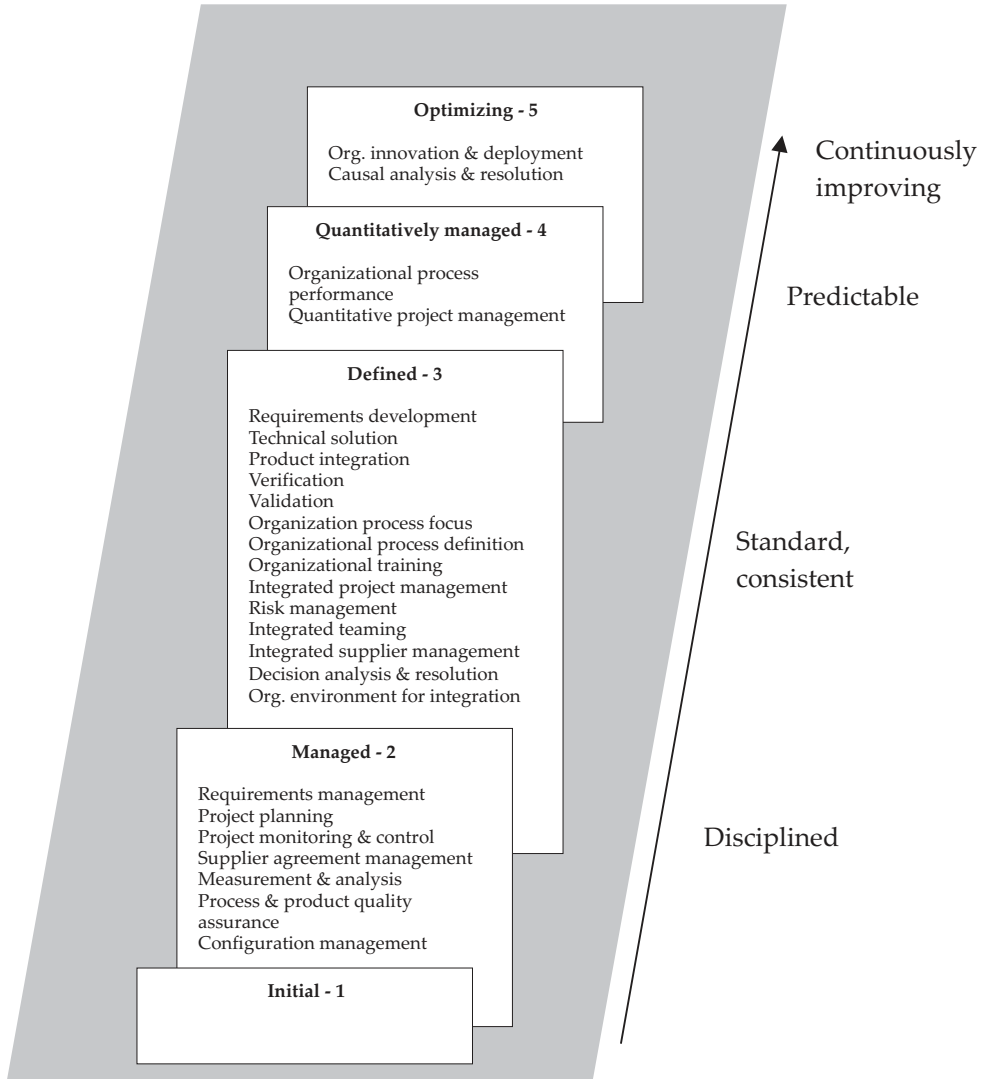 Optimizing - 5
Org. innovation & deployment
Causal analysis & resolution
Continuously
improving
Quantitatively managed - 4
Organizational process
performance
Quantitative project management
Predictable
Defined - 3
Requirements development
Technical solution
Product integration
Verification
Validation
Organization process focus
Organizational process definition
Organizational training
Integrated project management
Risk management
Integrated teaming
Integrated supplier management
Decision analysis & resolution
Org. environment for integration
Standard,
consistent
Managed - 2
Requirements management
Project planning
Project monitoring & control
Supplier agreement management
Measurement & analysis
Process & product quality
assurance
Configuration management
Disciplined
Initial - 1